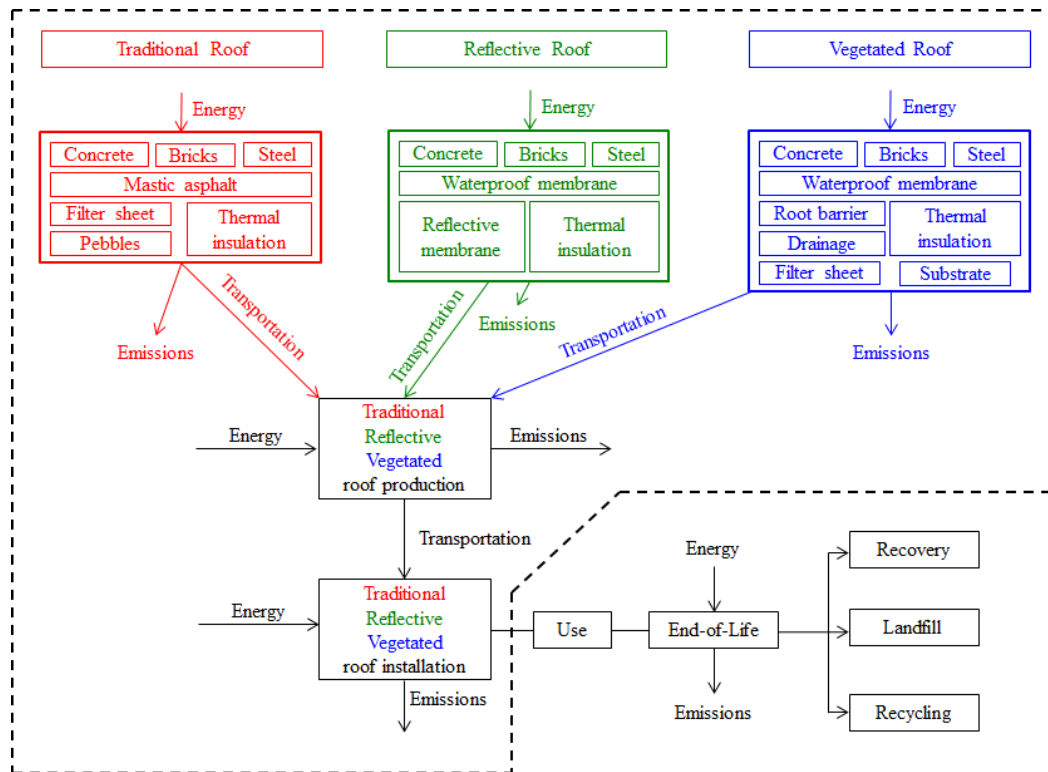 Traditional Roof
Reflective Roof
Vegetated Roof
Energy
Energy
Energy
Concrete
Bricks
Steel
Mastic asphalt
Filter sheet
Thermal
insulation
Pebbles
Concrete
Bricks
Steel
Waterproof membrane
Reflective
membrane
Thermal
insulation
Concrete
Bricks
Steel
Waterproof membrane
Root barrier
Thermal
insulation
Drainage
Filter sheet
Substrate
Transportation
Emissions
Transportation
Emissions
Transportation
Emissions
Energy
Traditional
Reflective
Vegetated
roof production
Emissions
Transportation
Energy
Traditional
Reflective
Vegetated
roof installation
Emissions
Use
Energy
End-of-Life
Emissions
Recovery
Landfill
Recycling